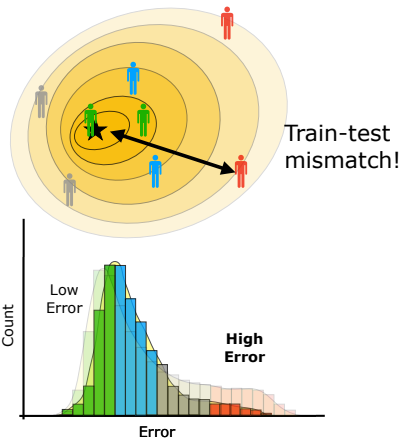 Train-test
mismatch!
Low
Error
High
Error
Count
Error